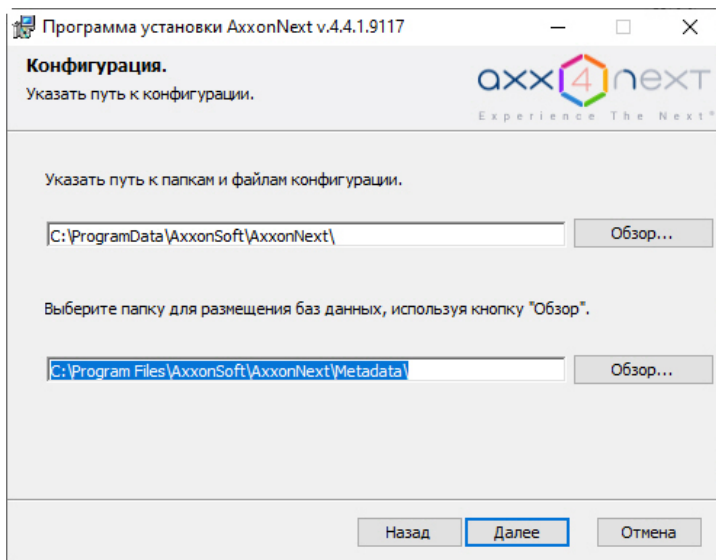 Программа установки AxxonNext v.4.4.1.9117
Конфигурация.
Указать путь к конфигурации.
axx4next
Experience The Next®
Указать путь к папкам и файлам конфигурации.
C:\ProgramData\AxxonSoft\AxxonNext\
Обзор...
Выберите папку для размещения баз данных, используя кнопку "Обзор".
C:\Program Files\AxxonSoft\AxxonNext\Metadata\
Обзор...
Назад
Далее
Отмена